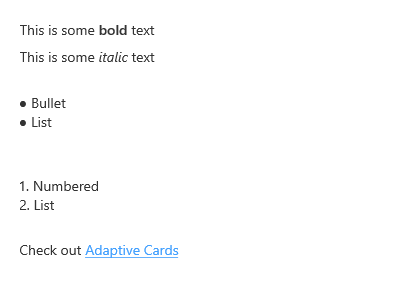 This is some bold text
This is some italic text
● Bullet
● List
1. Numbered
2. List
Check out Adaptive Cards